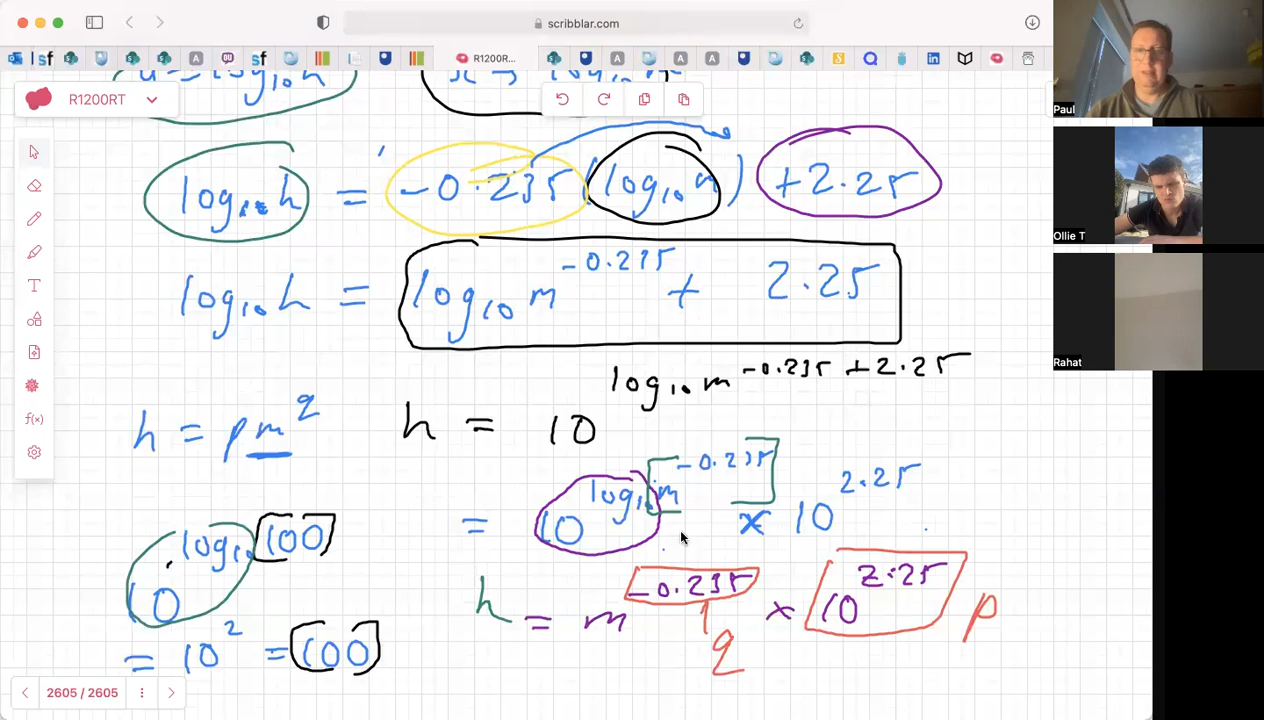 scribblar.com
R1200RT
R1200RT
log₁₀h = -0.235(log₁₀m) +2.25
log₁₀h = log₁₀m^-0.235 + 2.25
h = pm^q
h = 10^(log₁₀m^-0.235 +2.25)
= 10^(log₁₀m^-0.235) × 10^2.25
10^(log₁₀100)
= 10² = 100
h = m^-0.235 × 10^2.25 p
q
2605 / 2605
Paul
Ollie T
Rahat